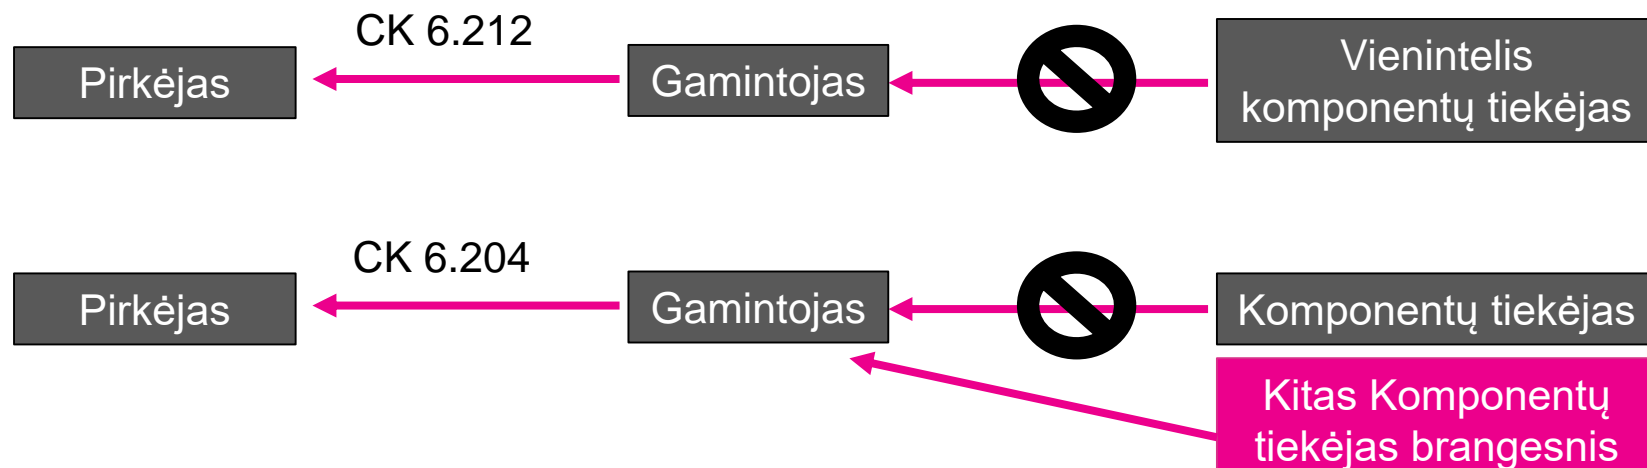 CK 6.212
Pirkėjas
Gamintojas
Vienintelis
komponentų tiekėjas
CK 6.204
Pirkėjas
Gamintojas
Komponentų tiekėjas
Kitas Komponentų
tiekėjas brangesnis